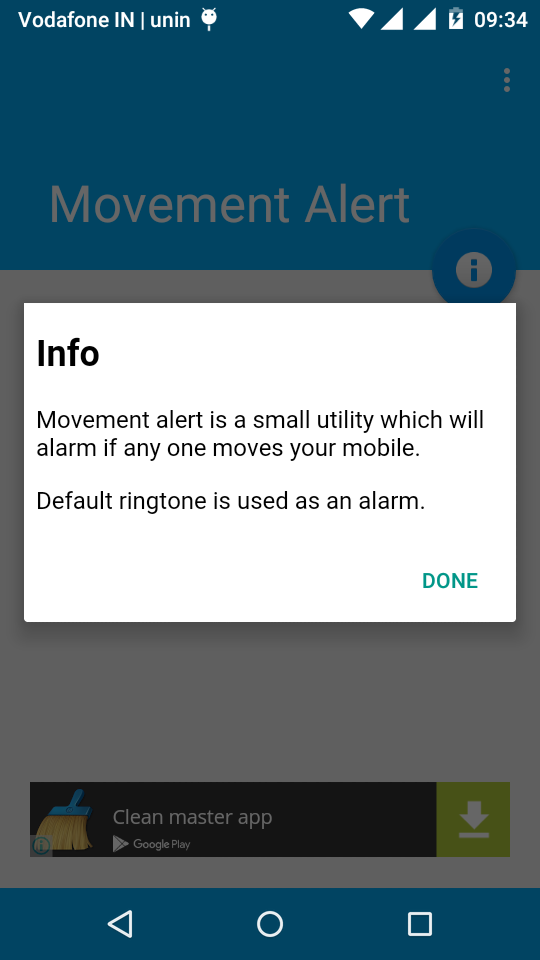 Vodafone IN | unin 09:34
Movement Alert
Info
Movement alert is a small utility which will
alarm if any one moves your mobile.
Default ringtone is used as an alarm.
DONE
Clean master app
Google Play